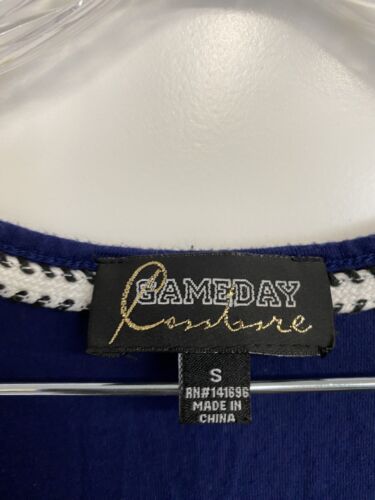 GAMEDAY
Couture
S
RN#141696
MADE IN
CHINA